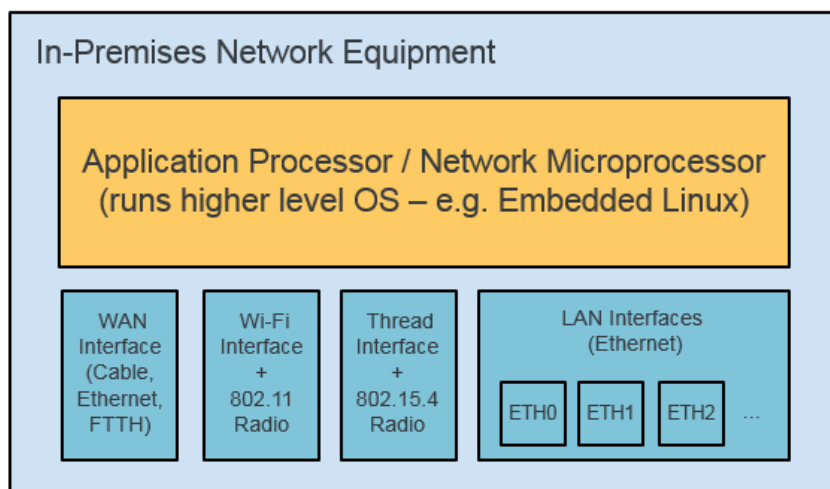 In-Premises Network Equipment
Application Processor / Network Microprocessor
(runs higher level OS – e.g. Embedded Linux)
WAN
Interface
(Cable,
Ethernet,
FTTH)
Wi-Fi
Interface
+
802.11
Radio
Thread
Interface
+
802.15.4
Radio
LAN Interfaces
(Ethernet)
ETH0 ETH1 ETH2 ...